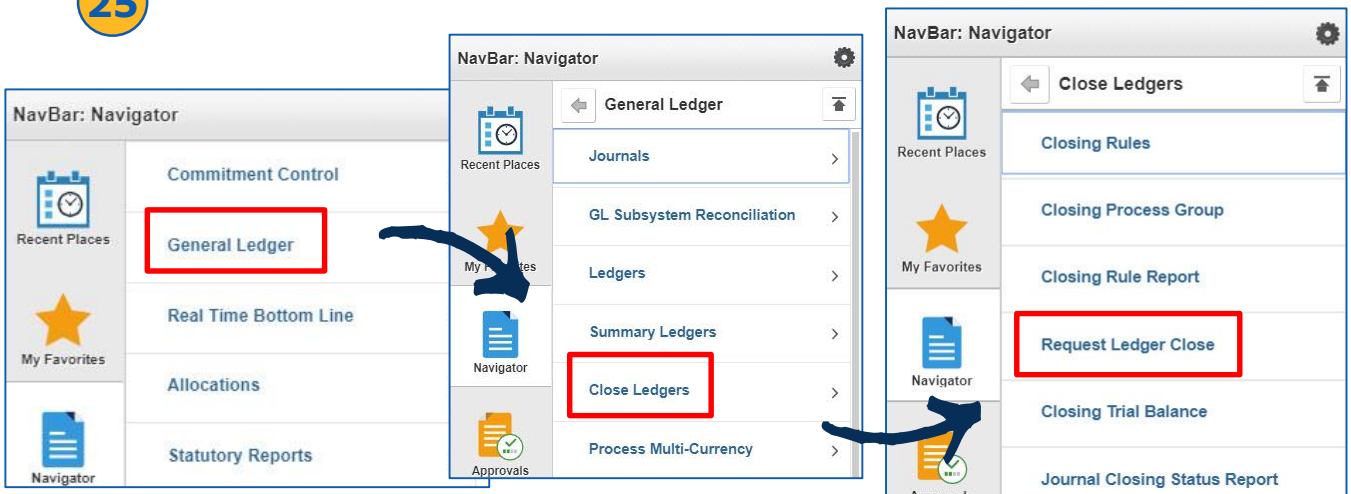 25
NavBar: Navigator
Recent Places
My Favorites
Navigator
Commitment Control
General Ledger
Real Time Bottom Line
Allocations
Statutory Reports
NavBar: Navigator
Recent Places
My Favorites
Navigator
Approvals
General Ledger
Journals
GL Subsystem Reconciliation
Ledgers
Summary Ledgers
Close Ledgers
Process Multi-Currency
NavBar: Navigator
Recent Places
My Favorites
Navigator
Close Ledgers
Closing Rules
Closing Process Group
Closing Rule Report
Request Ledger Close
Closing Trial Balance
Journal Closing Status Report